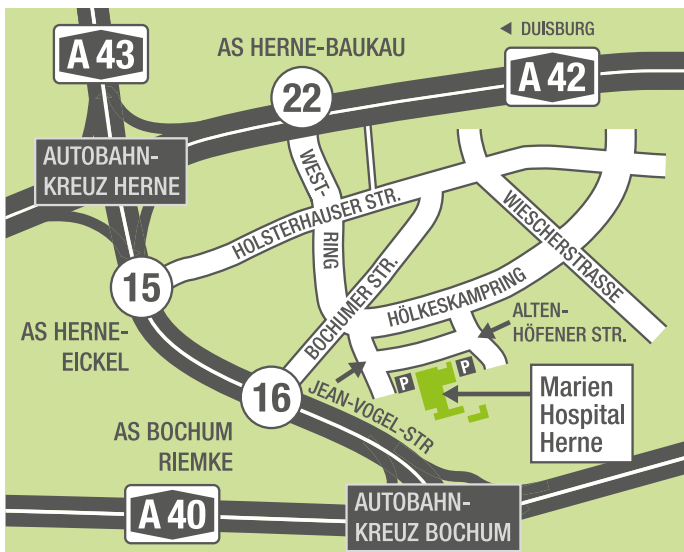 A 43
AS HERNE-BAUKAU
◄ DUISBURG
A 42
22
AUTOBAHN-
KREUZ HERNE
WEST-
RING
HOLSTERHAUSER STR.
WIESCHERSTRASSE
15
BOCHUMER STR.
HÖLKESKAMPRING
ALTEN-
HÖFENER STR.
AS HERNE-
EICKEL
16
P
P
JEAN-VOGEL-STR
Marien
Hospital
Herne
AS BOCHUM
RIEMKE
A 40
AUTOBAHN-
KREUZ BOCHUM